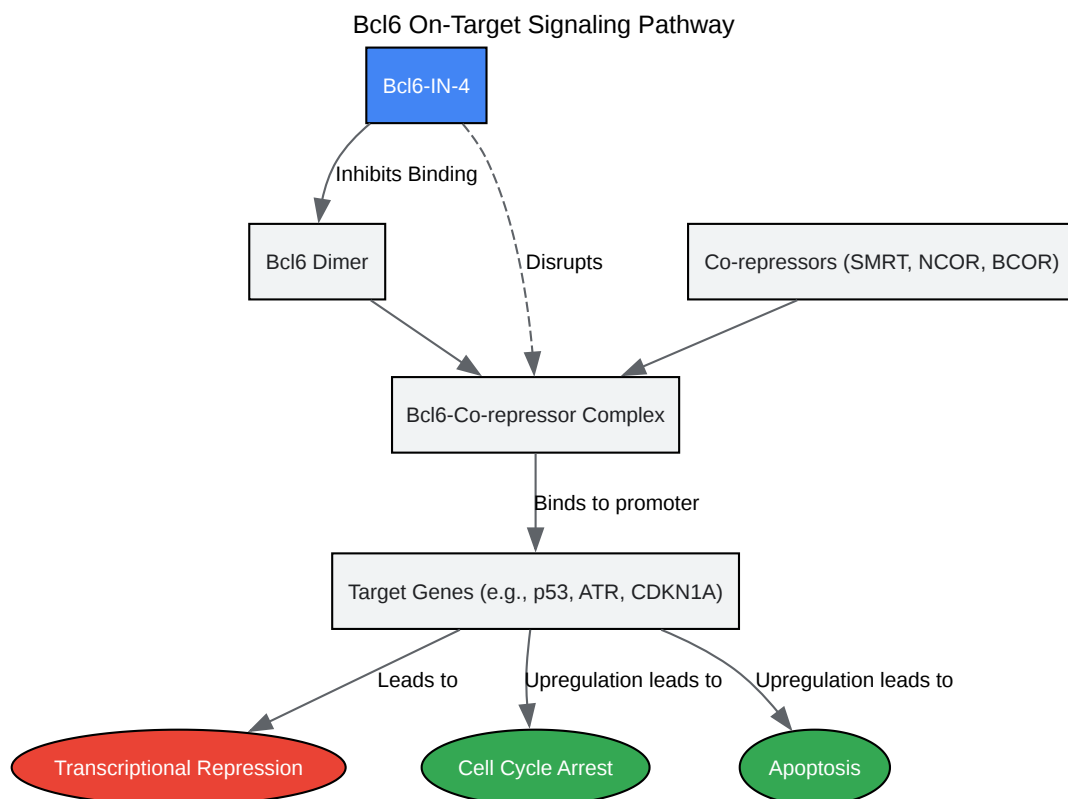 Bcl6 On-Target Signaling Pathway
Bcl6-IN-4
Inhibits Binding
Bcl6 Dimer
Disrupts
Co-repressors (SMRT, NCOR, BCOR)
Bcl6-Co-repressor Complex
Binds to promoter
Target Genes (e.g., p53, ATR, CDKN1A)
Leads to
Upregulation leads to
Upregulation leads to
Transcriptional Repression
Cell Cycle Arrest
Apoptosis